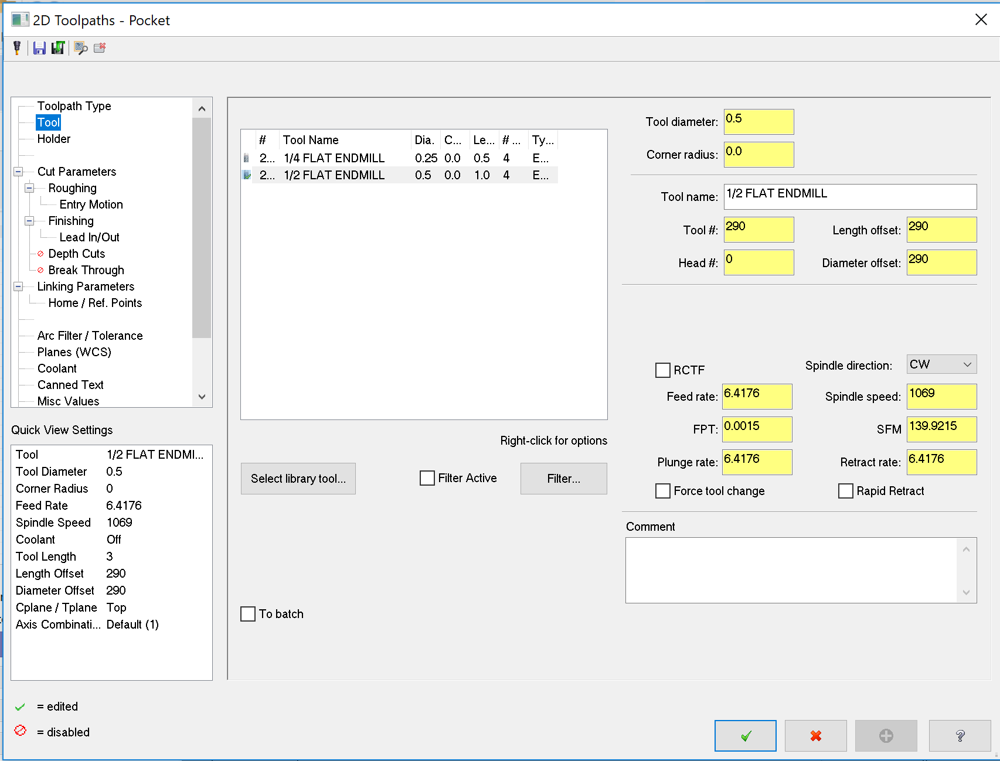 2D Toolpaths - Pocket
Toolpath Type
Tool
Holder
Cut Parameters
Roughing
Entry Motion
Finishing
Lead In/Out
Depth Cuts
Break Through
Linking Parameters
Home / Ref. Points
Arc Filter / Tolerance
Planes (WCS)
Coolant
Canned Text
Misc Values
Quick View Settings
Tool 1/2 FLAT ENDMI...
Tool Diameter 0.5
Corner Radius 0
Feed Rate 6.4176
Spindle Speed 1069
Coolant Off
Tool Length 3
Length Offset 290
Diameter Offset 290
Cplane / Tplane Top
Axis Combinati... Default (1)
= edited
= disabled
# Tool Name Dia. C... Le... # ... Ty...
2... 1/4 FLAT ENDMILL 0.25 0.0 0.5 4 E...
2... 1/2 FLAT ENDMILL 0.5 0.0 1.0 4 E...
Right-click for options
Select library tool... Filter Active Filter...
To batch
Tool diameter: 0.5
Corner radius: 0.0
Tool name: 1/2 FLAT ENDMILL
Tool #: 290 Length offset: 290
Head #: 0 Diameter offset: 290
RCTF Spindle direction: CW
Feed rate: 6.4176 Spindle speed: 1069
FPT: 0.0015 SFM 139.9215
Plunge rate: 6.4176 Retract rate: 6.4176
Force tool change Rapid Retract
Comment